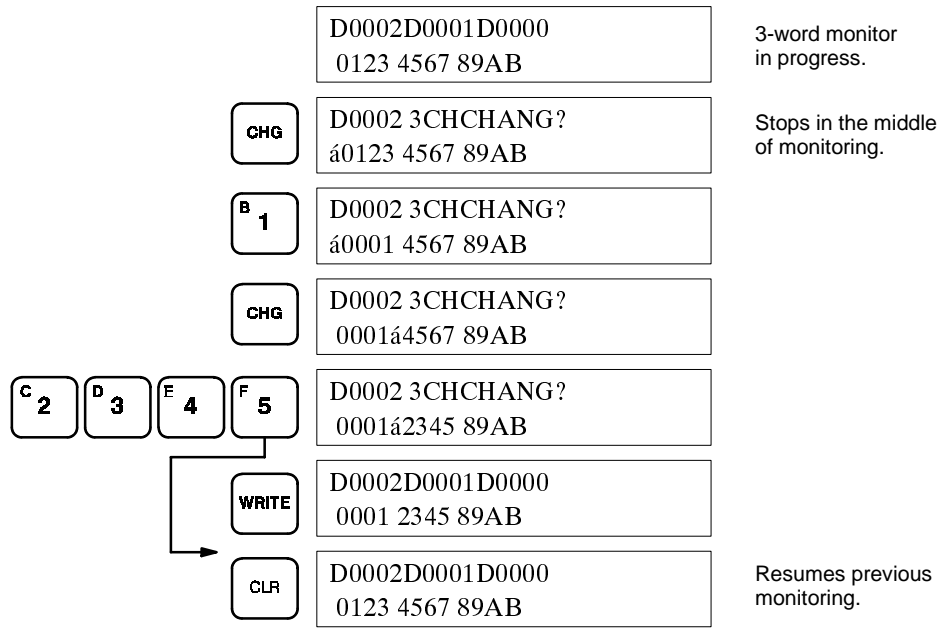 D0002D0001D0000
0123 4567 89AB
3-word monitor
in progress.
CHG
D0002 3CHCHANG?
á0123 4567 89AB
Stops in the middle
of monitoring.
B 1
D0002 3CHCHANG?
á0001 4567 89AB
CHG
D0002 3CHCHANG?
0001á4567 89AB
C 2 D 3 E 4 F 5
D0002 3CHCHANG?
0001á2345 89AB
WRITE
D0002D0001D0000
0001 2345 89AB
CLR
D0002D0001D0000
0123 4567 89AB
Resumes previous
monitoring.